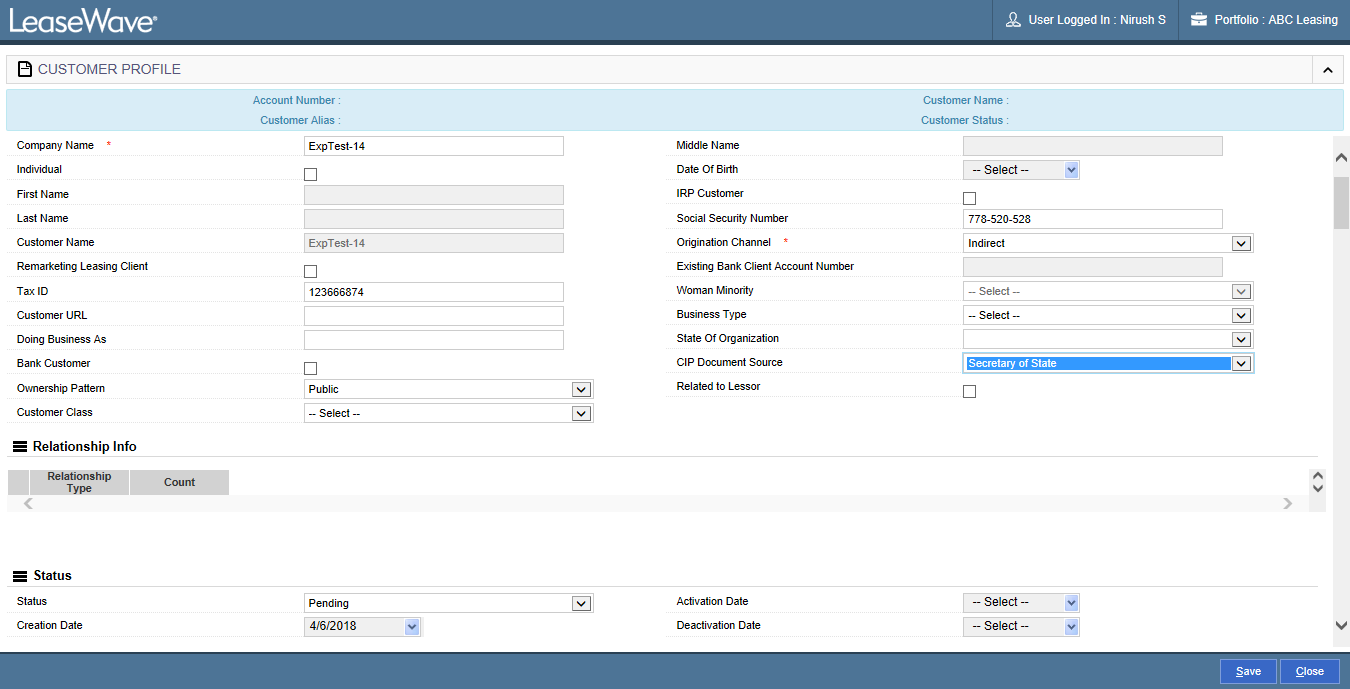 LeaseWave®
User Logged In : Nirush S
Portfolio : ABC Leasing
CUSTOMER PROFILE
Account Number :
Customer Name :
Customer Alias :
Customer Status :
Company Name * ExpTest-14
Middle Name
Individual
Date Of Birth -- Select --
First Name
IRP Customer
Last Name
Social Security Number 778-520-528
Customer Name ExpTest-14
Origination Channel * Indirect
Remarketing Leasing Client
Existing Bank Client Account Number
Tax ID 123666874
Woman Minority -- Select --
Customer URL
Business Type -- Select --
Doing Business As
State Of Organization
Bank Customer
CIP Document Source Secretary of State
Ownership Pattern Public
Related to Lessor
Customer Class -- Select --
Relationship Info
Relationship
Type
Count
Status
Status Pending
Activation Date -- Select --
Creation Date 4/6/2018
Deactivation Date -- Select --
Save
Close